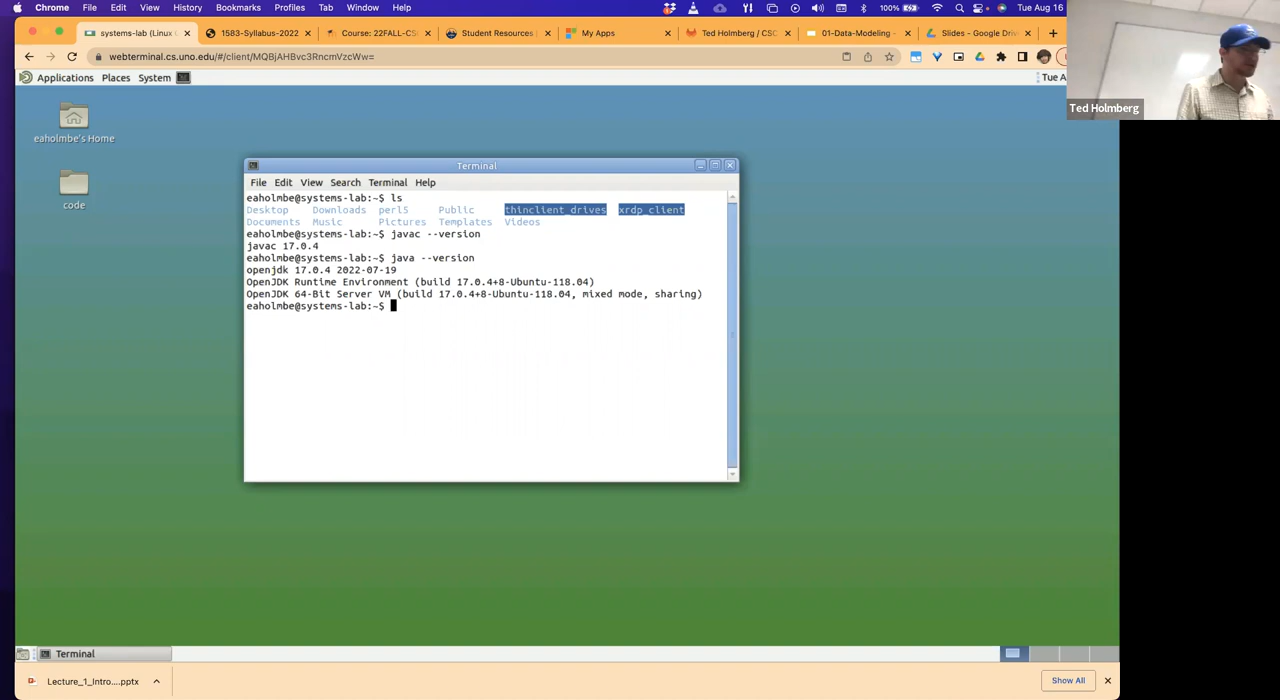 Chrome File Edit View History Bookmarks Profiles Tab Window Help 100% Tue Aug 16
systems-lab (Linux 1583-Syllabus-2022 Course: 22FALL-CS Student Resources My Apps Ted Holmberg / CSC 01-Data-Modeling - Slides - Google Driv
webterminal.cs.uno.edu/#/client/MQBjAHBvc3RncmVzcWw=
Applications Places System Tue A
Ted Holmberg
eaholmbe's Home
code
Terminal
File Edit View Search Terminal Help
eaholmbe@systems-lab:~$ ls
Desktop Downloads perl5 Public thinclient_drives xrdp_client
Documents Music Pictures Templates Videos
eaholmbe@systems-lab:~$ javac --version
javac 17.0.4
eaholmbe@systems-lab:~$ java --version
openjdk 17.0.4 2022-07-19
OpenJDK Runtime Environment (build 17.0.4+8-Ubuntu-118.04)
OpenJDK 64-Bit Server VM (build 17.0.4+8-Ubuntu-118.04, mixed mode, sharing)
eaholmbe@systems-lab:~$
Terminal
Lecture_1_Intro....pptx Show All